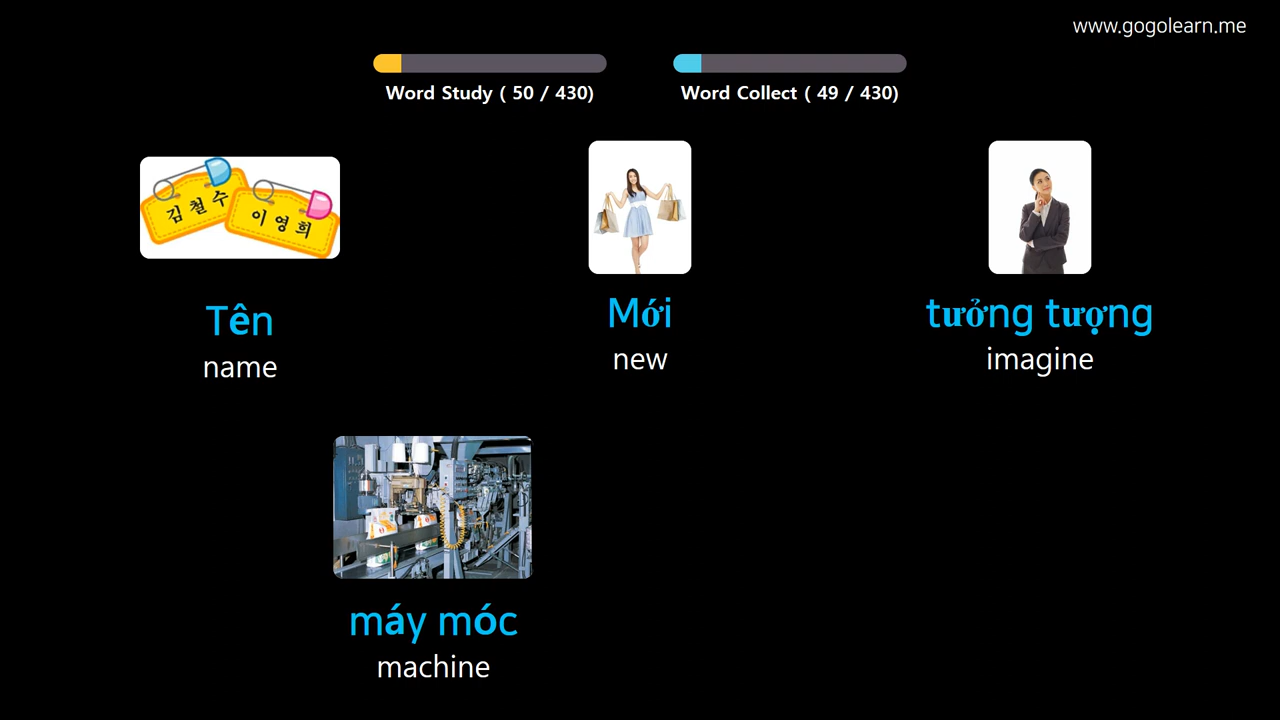 www.gogolearn.me
Word Study ( 50 / 430)
Word Collect ( 49 / 430)
김철수
이영희
Tên
name
Mới
new
tưởng tượng
imagine
máy móc
machine